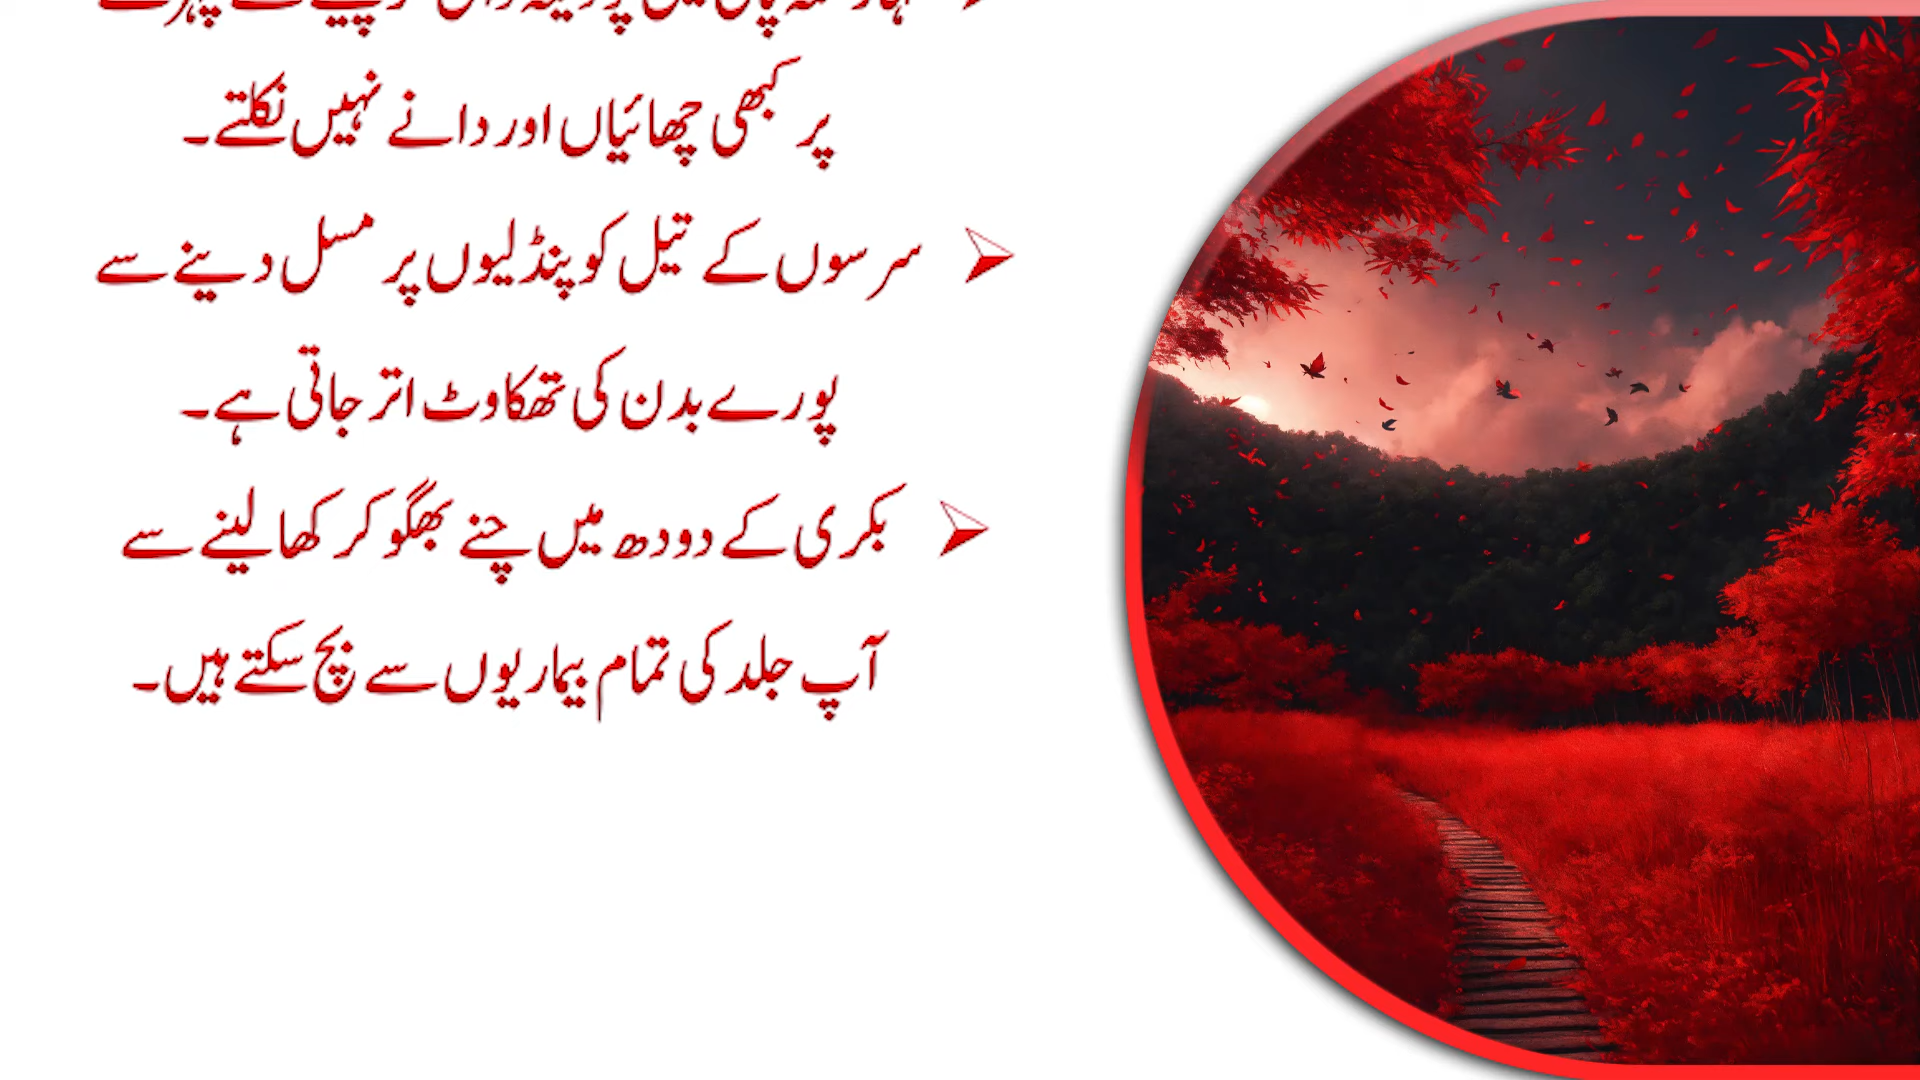 پر کبھی چھائیاں اور دانے نہیں نکلتے۔
سرسوں کے تیل کو پنڈلیوں پر مسل دینے سے
پورے بدن کی تھکاوٹ اتر جاتی ہے۔
بکری کے دودھ میں چنے بھگو کر کھا لینے سے
آپ جلد کی تمام بیماریوں سے بچ سکتے ہیں۔